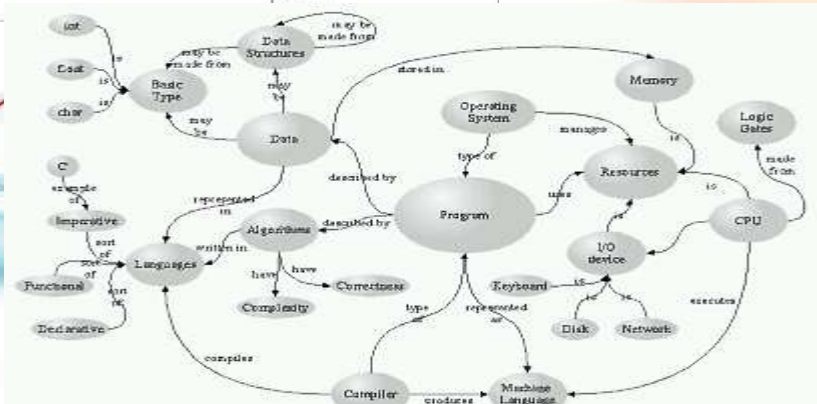 int
float
char
is
is
is
Basic
Type
may be
made from
Data
Structures
may be
made from
may
be
may
be
Data
stored in
Memory
Operating
System
manages
type of
is
Logic
Gates
made
from
Resources
is
CPU
uses
described by
Program
described by
represented
in
C
example
of
Imperative
sort
of
Functional
sort
of
Declarative
sort
of
Languages
written in
Algorithms
have
have
Correctness
Complexity
I/O
device
is
Keyboard
is
is
is
Disk
Network
executes
type
of
represented
as
compiles
Compiler
produces
Machine
Language